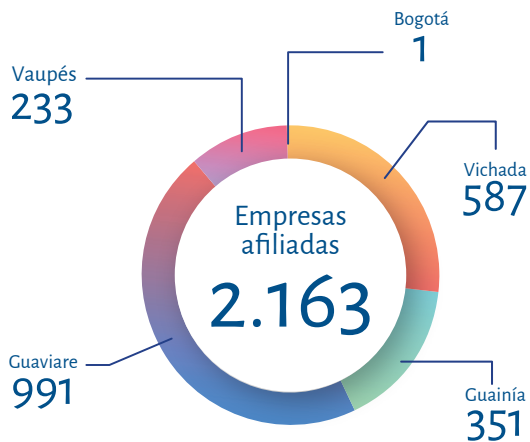 Bogotá
1
Vaupés
233
Vichada
587
Empresas
afiliadas
2.163
Guaviare
991
Guainía
351